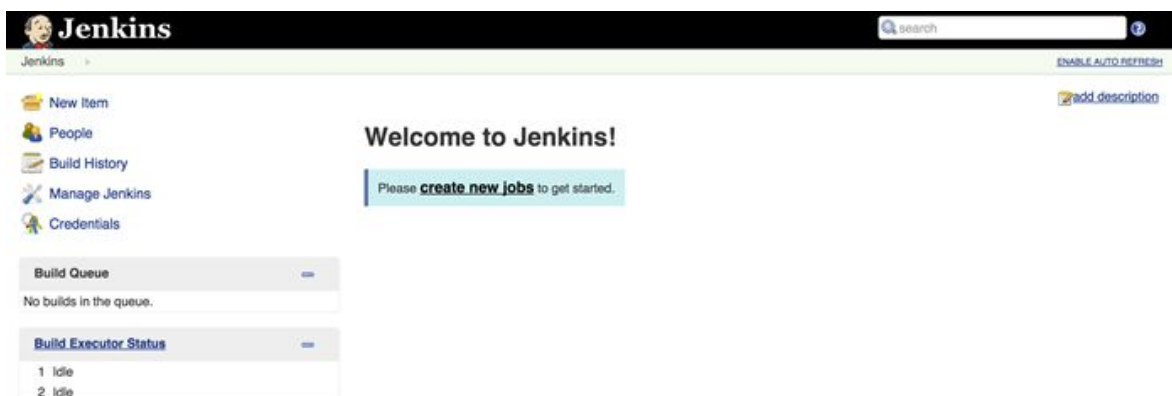 Jenkins
search
Jenkins
ENABLE AUTO REFRESH
New Item
People
Build History
Manage Jenkins
Credentials
add description
Welcome to Jenkins!
Please create new jobs to get started.
Build Queue
No builds in the queue.
Build Executor Status
1 Idle
2 Idle